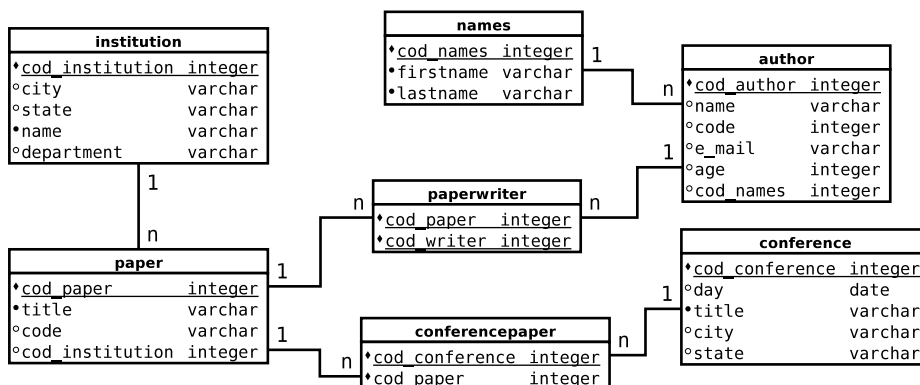 names
cod_names integer
firstname varchar
lastname varchar
institution
cod_institution integer
city varchar
state varchar
name varchar
department varchar
author
cod_author integer
name varchar
code integer
e_mail varchar
age integer
cod_names integer
1
n
1
n
paperwriter
cod_paper integer
cod_writer integer
n
n
1
paper
cod_paper integer
title varchar
code varchar
cod_institution integer
1
1
conference
cod_conference integer
day date
title varchar
city varchar
state varchar
conferencepaper
cod_conference integer
cod_paper integer
n
n
1